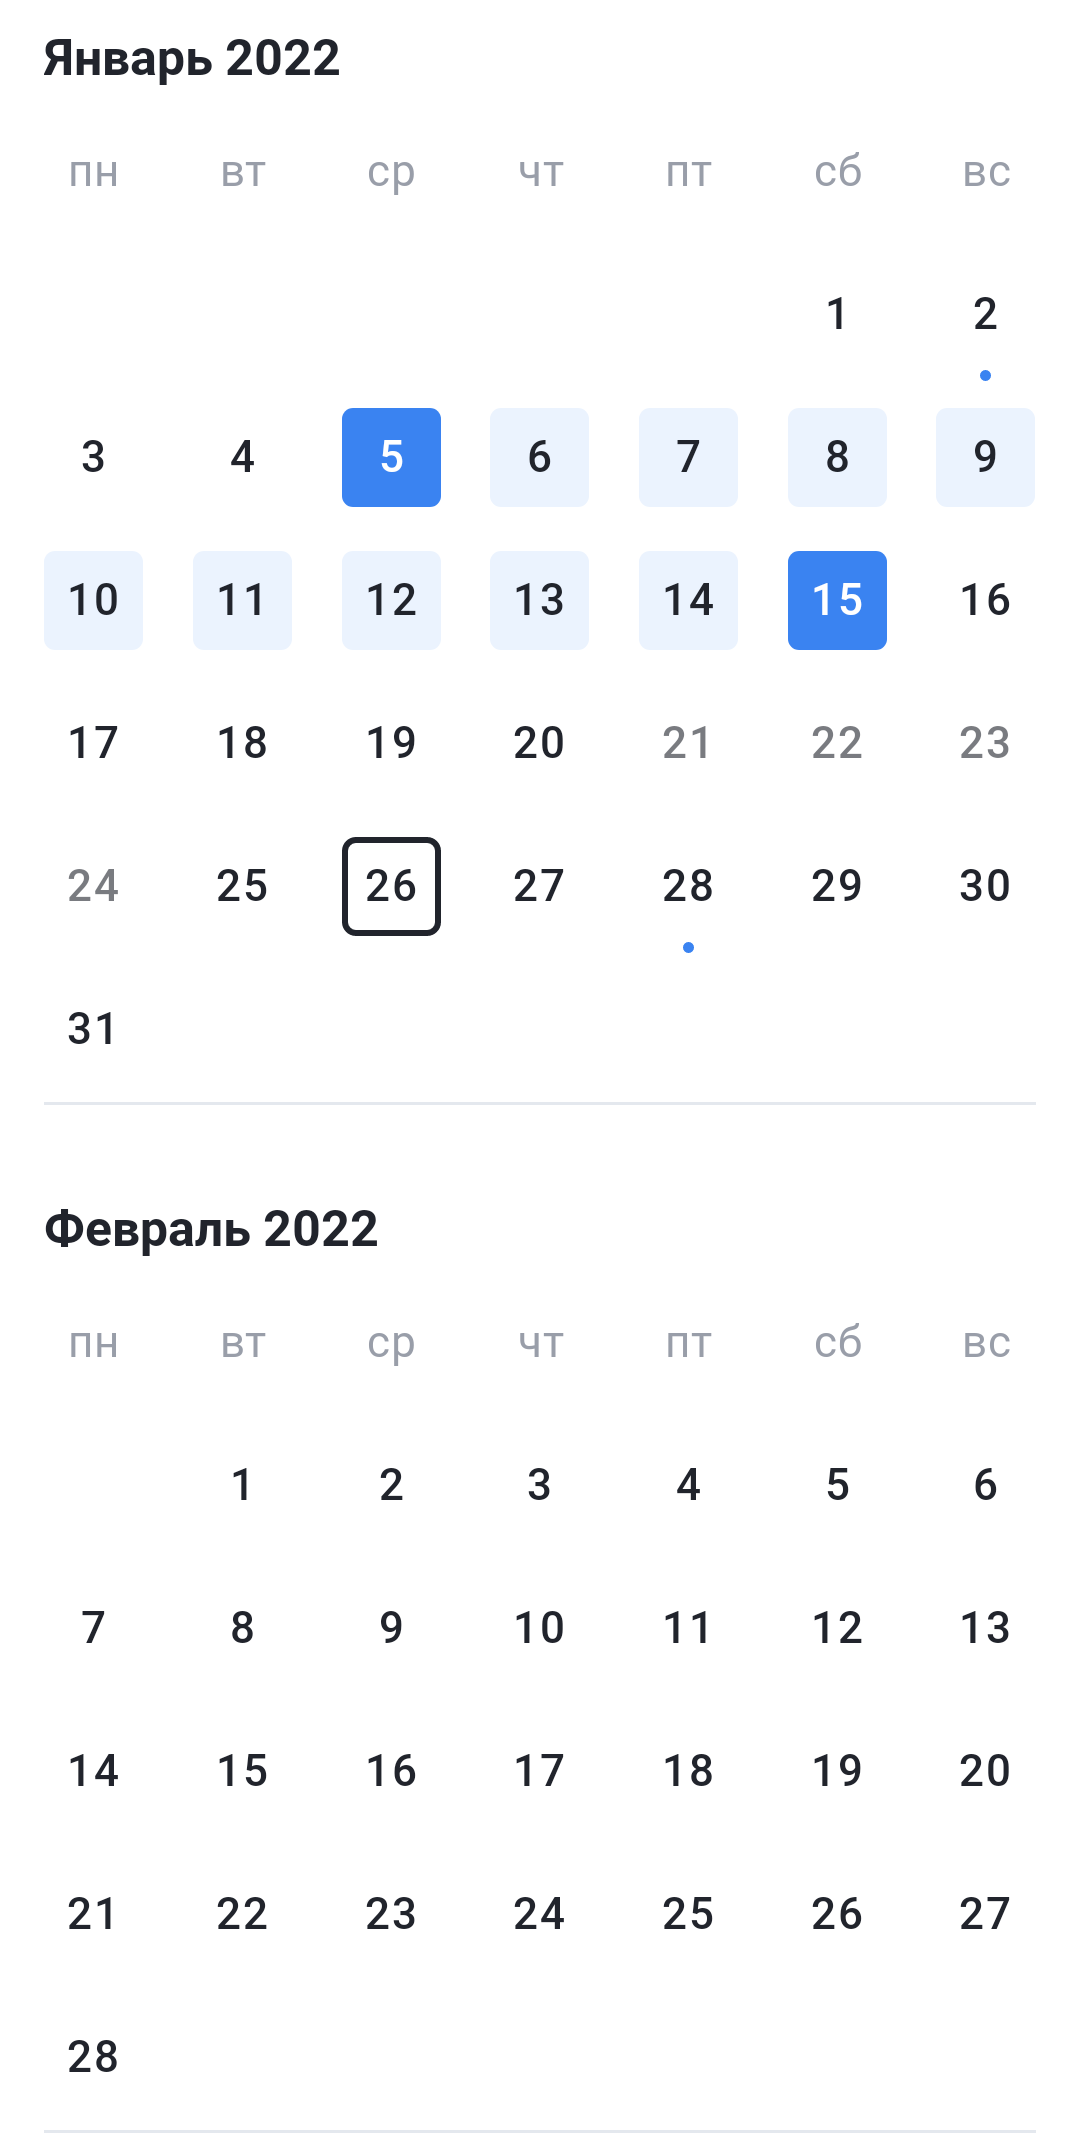 Январь 2022
пн вт ср чт пт сб вс
1 2
3 4 5 6 7 8 9
10 11 12 13 14 15 16
17 18 19 20 21 22 23
24 25 26 27 28 29 30
31
Февраль 2022
пн вт ср чт пт сб вс
1 2 3 4 5 6
7 8 9 10 11 12 13
14 15 16 17 18 19 20
21 22 23 24 25 26 27
28